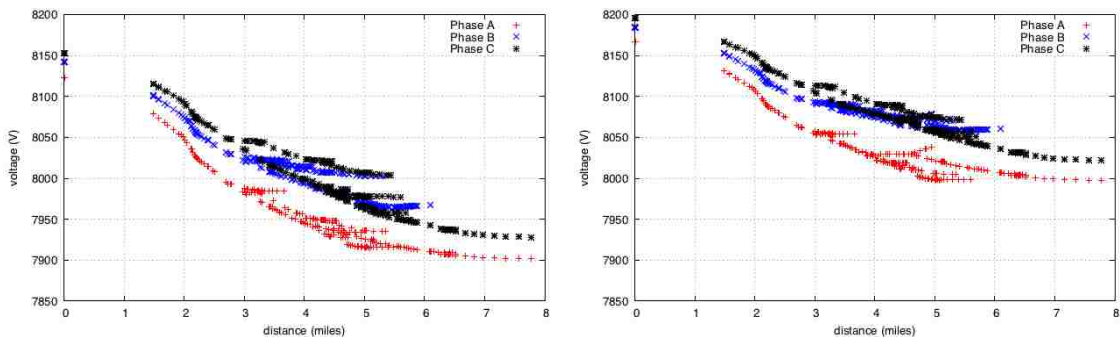 8200
8150
8100
8050
8000
7950
7900
7850
voltage (V)
0 1 2 3 4 5 6 7 8
distance (miles)
Phase A
Phase B
Phase C
8200
8150
8100
8050
8000
7950
7900
7850
voltage (V)
0 1 2 3 4 5 6 7 8
distance (miles)
Phase A
Phase B
Phase C